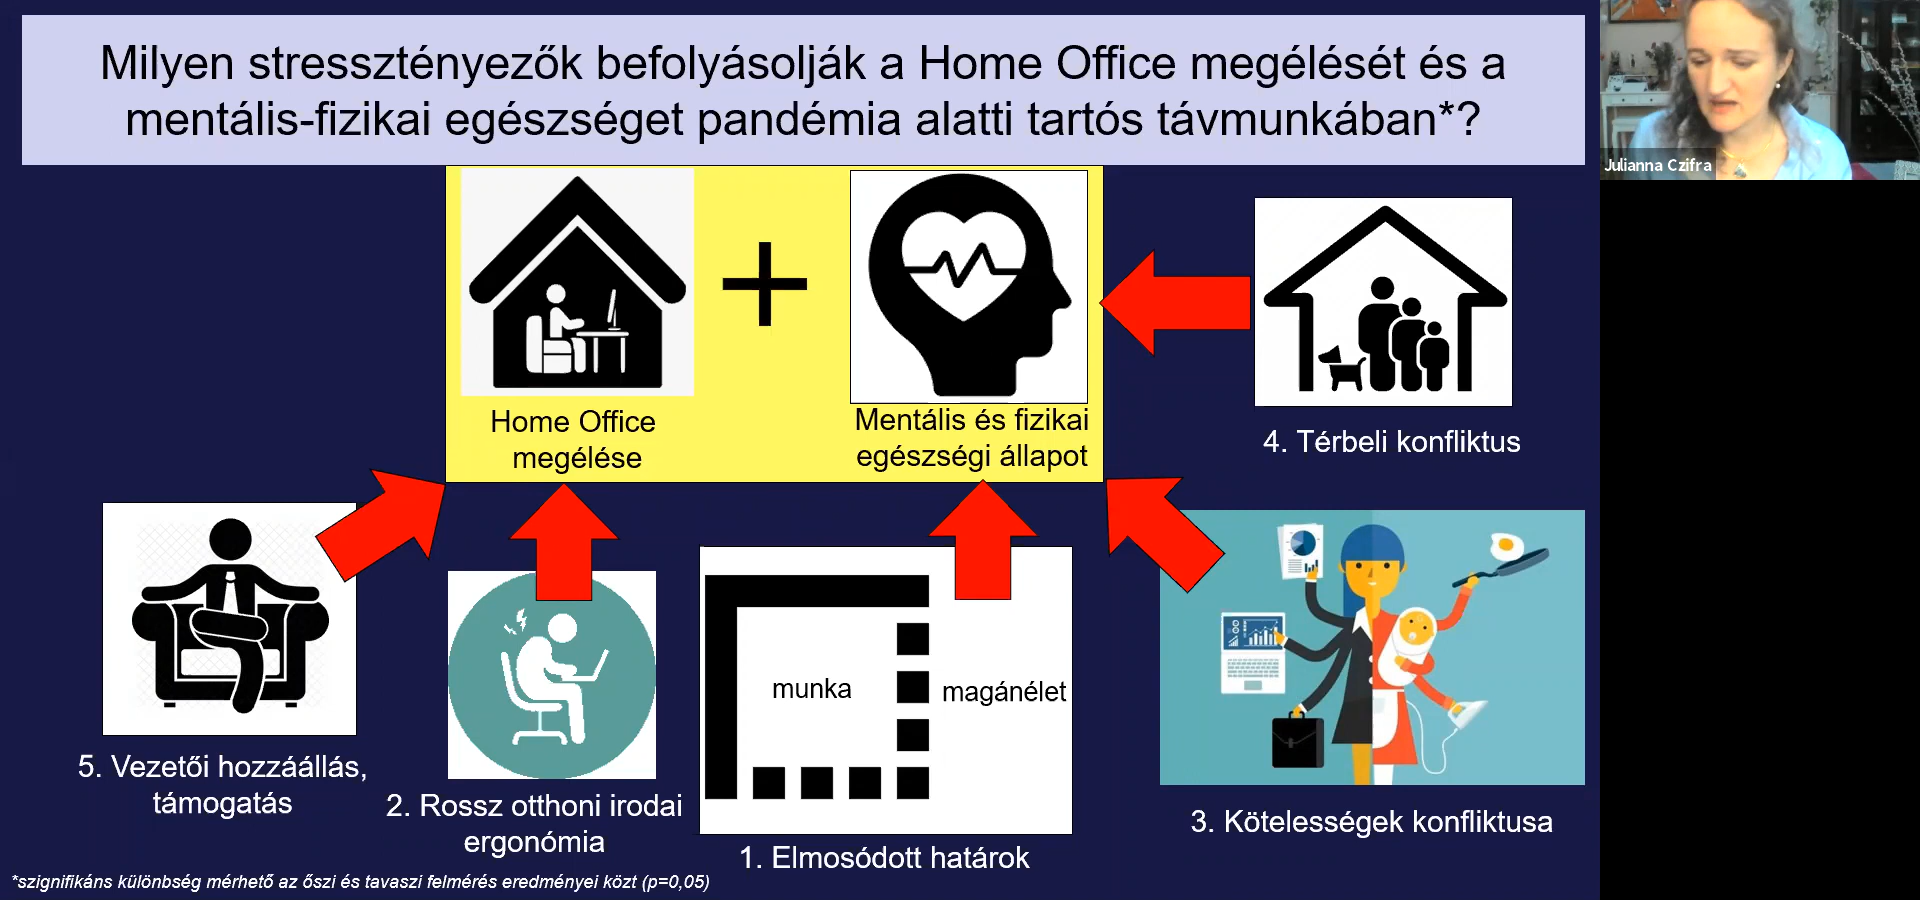 Milyen stressztényezők befolyásolják a Home Office megélését és a
mentális-fizikai egészséget pandémia alatti tartós távmunkában*?
Julianna Czifra
Home Office
megélése
+
Mentális és fizikai
egészségi állapot
4. Térbeli konfliktus
5. Vezetői hozzáállás,
támogatás
2. Rossz otthoni irodai
ergonómia
munka
magánélet
1. Elmosódott határok
3. Kötelességek konfliktusa
*szignifikáns különbség mérhető az őszi és tavaszi felmérés eredményei közt (p=0,05)